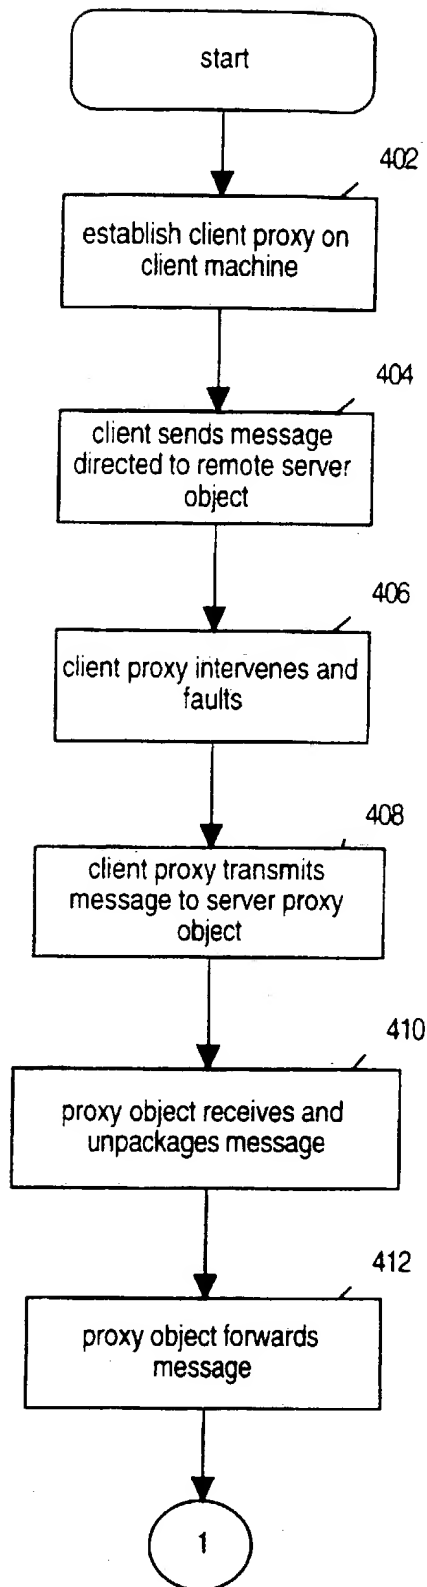 start
402
establish client proxy on
client machine
404
client sends message
directed to remote server
object
406
client proxy intervenes and
faults
408
client proxy transmits
message to server proxy
object
410
proxy object receives and
unpackages message
412
proxy object forwards
message
1